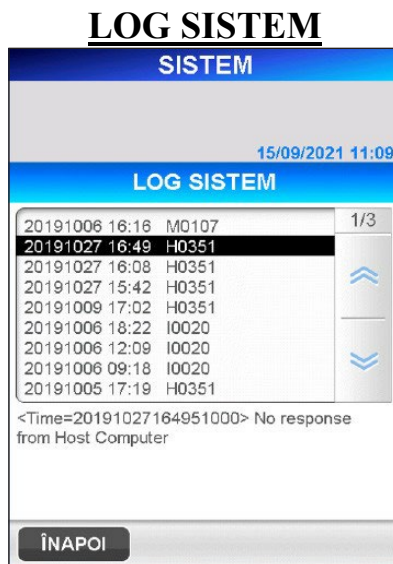 LOG SISTEM
SISTEM
15/09/2021 11:09
LOG SISTEM
20191006 16:16 M0107
1/3
20191027 16:49 H0351
20191027 16:08 H0351
20191027 15:42 H0351
20191009 17:02 H0351
20191006 18:22 I0020
20191006 12:09 I0020
20191006 09:18 I0020
20191005 17:19 H0351
<Time=20191027164951000> No response
from Host Computer
ÎNAPOI